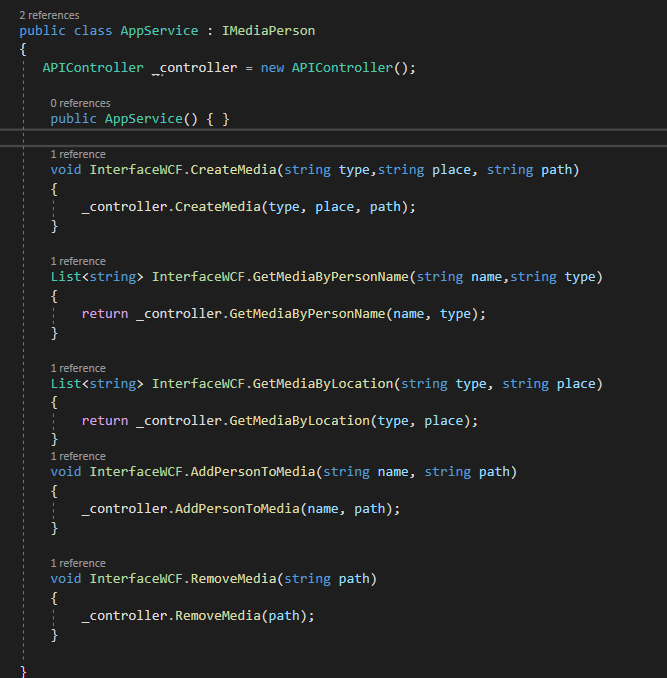 2 references
public class AppService : IMediaPerson
{
APIController _controller = new APIController();
0 references
public AppService() { }
1 reference
void InterfaceWCF.CreateMedia(string type,string place, string path)
{
_controller.CreateMedia(type, place, path);
}
1 reference
List<string> InterfaceWCF.GetMediaByPersonName(string name,string type)
{
return _controller.GetMediaByPersonName(name, type);
}
1 reference
List<string> InterfaceWCF.GetMediaByLocation(string type, string place)
{
return _controller.GetMediaByLocation(type, place);
}
1 reference
void InterfaceWCF.AddPersonToMedia(string name, string path)
{
_controller.AddPersonToMedia(name, path);
}
1 reference
void InterfaceWCF.RemoveMedia(string path)
{
_controller.RemoveMedia(path);
}
}